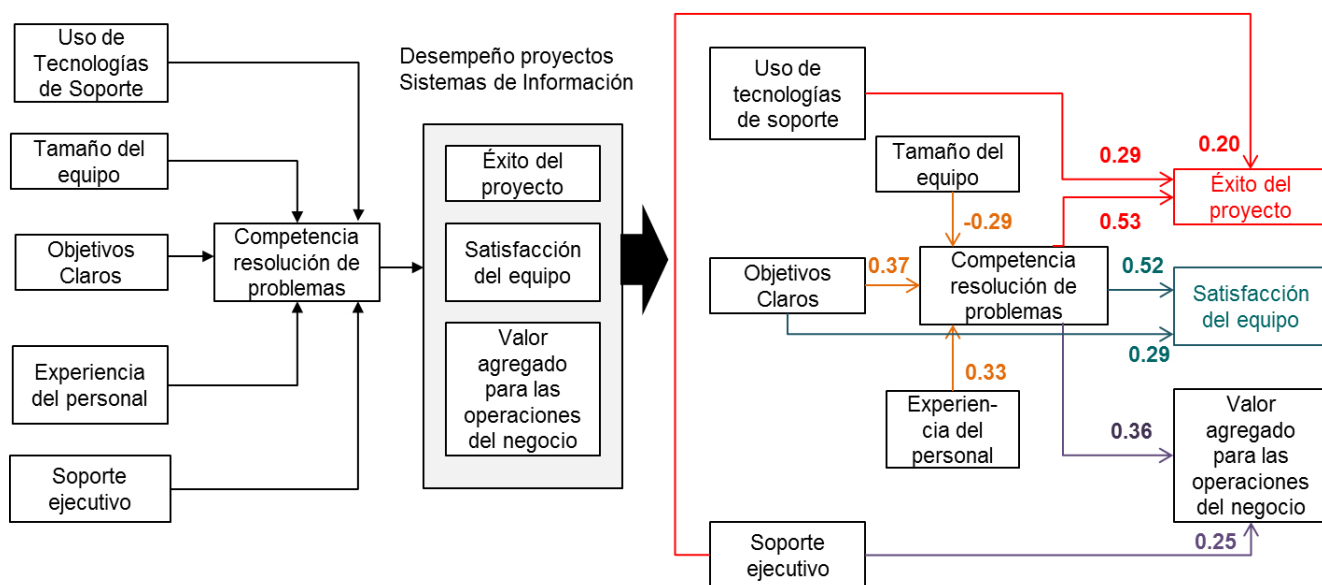 Uso de
Tecnologías
de Soporte
Tamaño del
equipo
Objetivos
Claros
Experiencia
del personal
Soporte
ejecutivo
Competencia
resolución de
problemas
Desempeño proyectos
Sistemas de Información
Éxito del
proyecto
Satisfacción
del equipo
Valor
agregado
para las
operaciones
del negocio
Uso de
tecnologías
de soporte
Tamaño del
equipo
Objetivos
Claros
Competencia
resolución de
problemas
Experien-
cia del
personal
Soporte
ejecutivo
0.20
0.29
0.53
-0.29
0.37
0.33
0.52
0.29
0.36
0.25
Éxito del
proyecto
Satisfacción
del equipo
Valor
agregado
para las
operaciones
del negocio